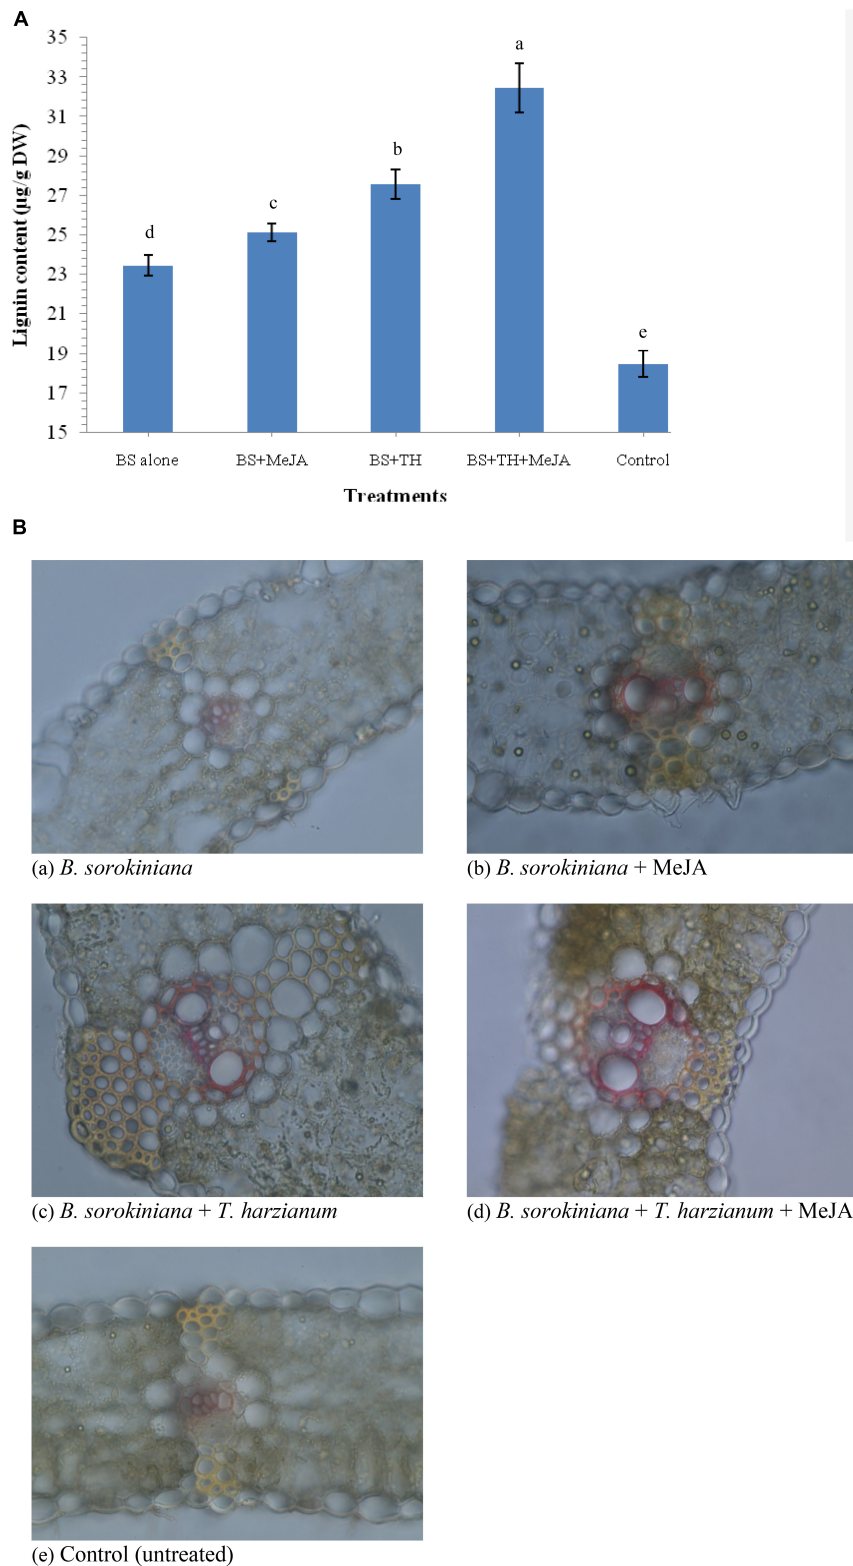 A
35
33
31
29
27
25
23
21
19
17
15
Lignin content (µg/g DW)
d
c
b
a
e
BS alone BS+MeJA BS+TH BS+TH+MeJA Control
Treatments
B
(a) B. sorokiniana
(b) B. sorokiniana + MeJA
(c) B. sorokiniana + T. harzianum
(d) B. sorokiniana + T. harzianum + MeJA
(e) Control (untreated)